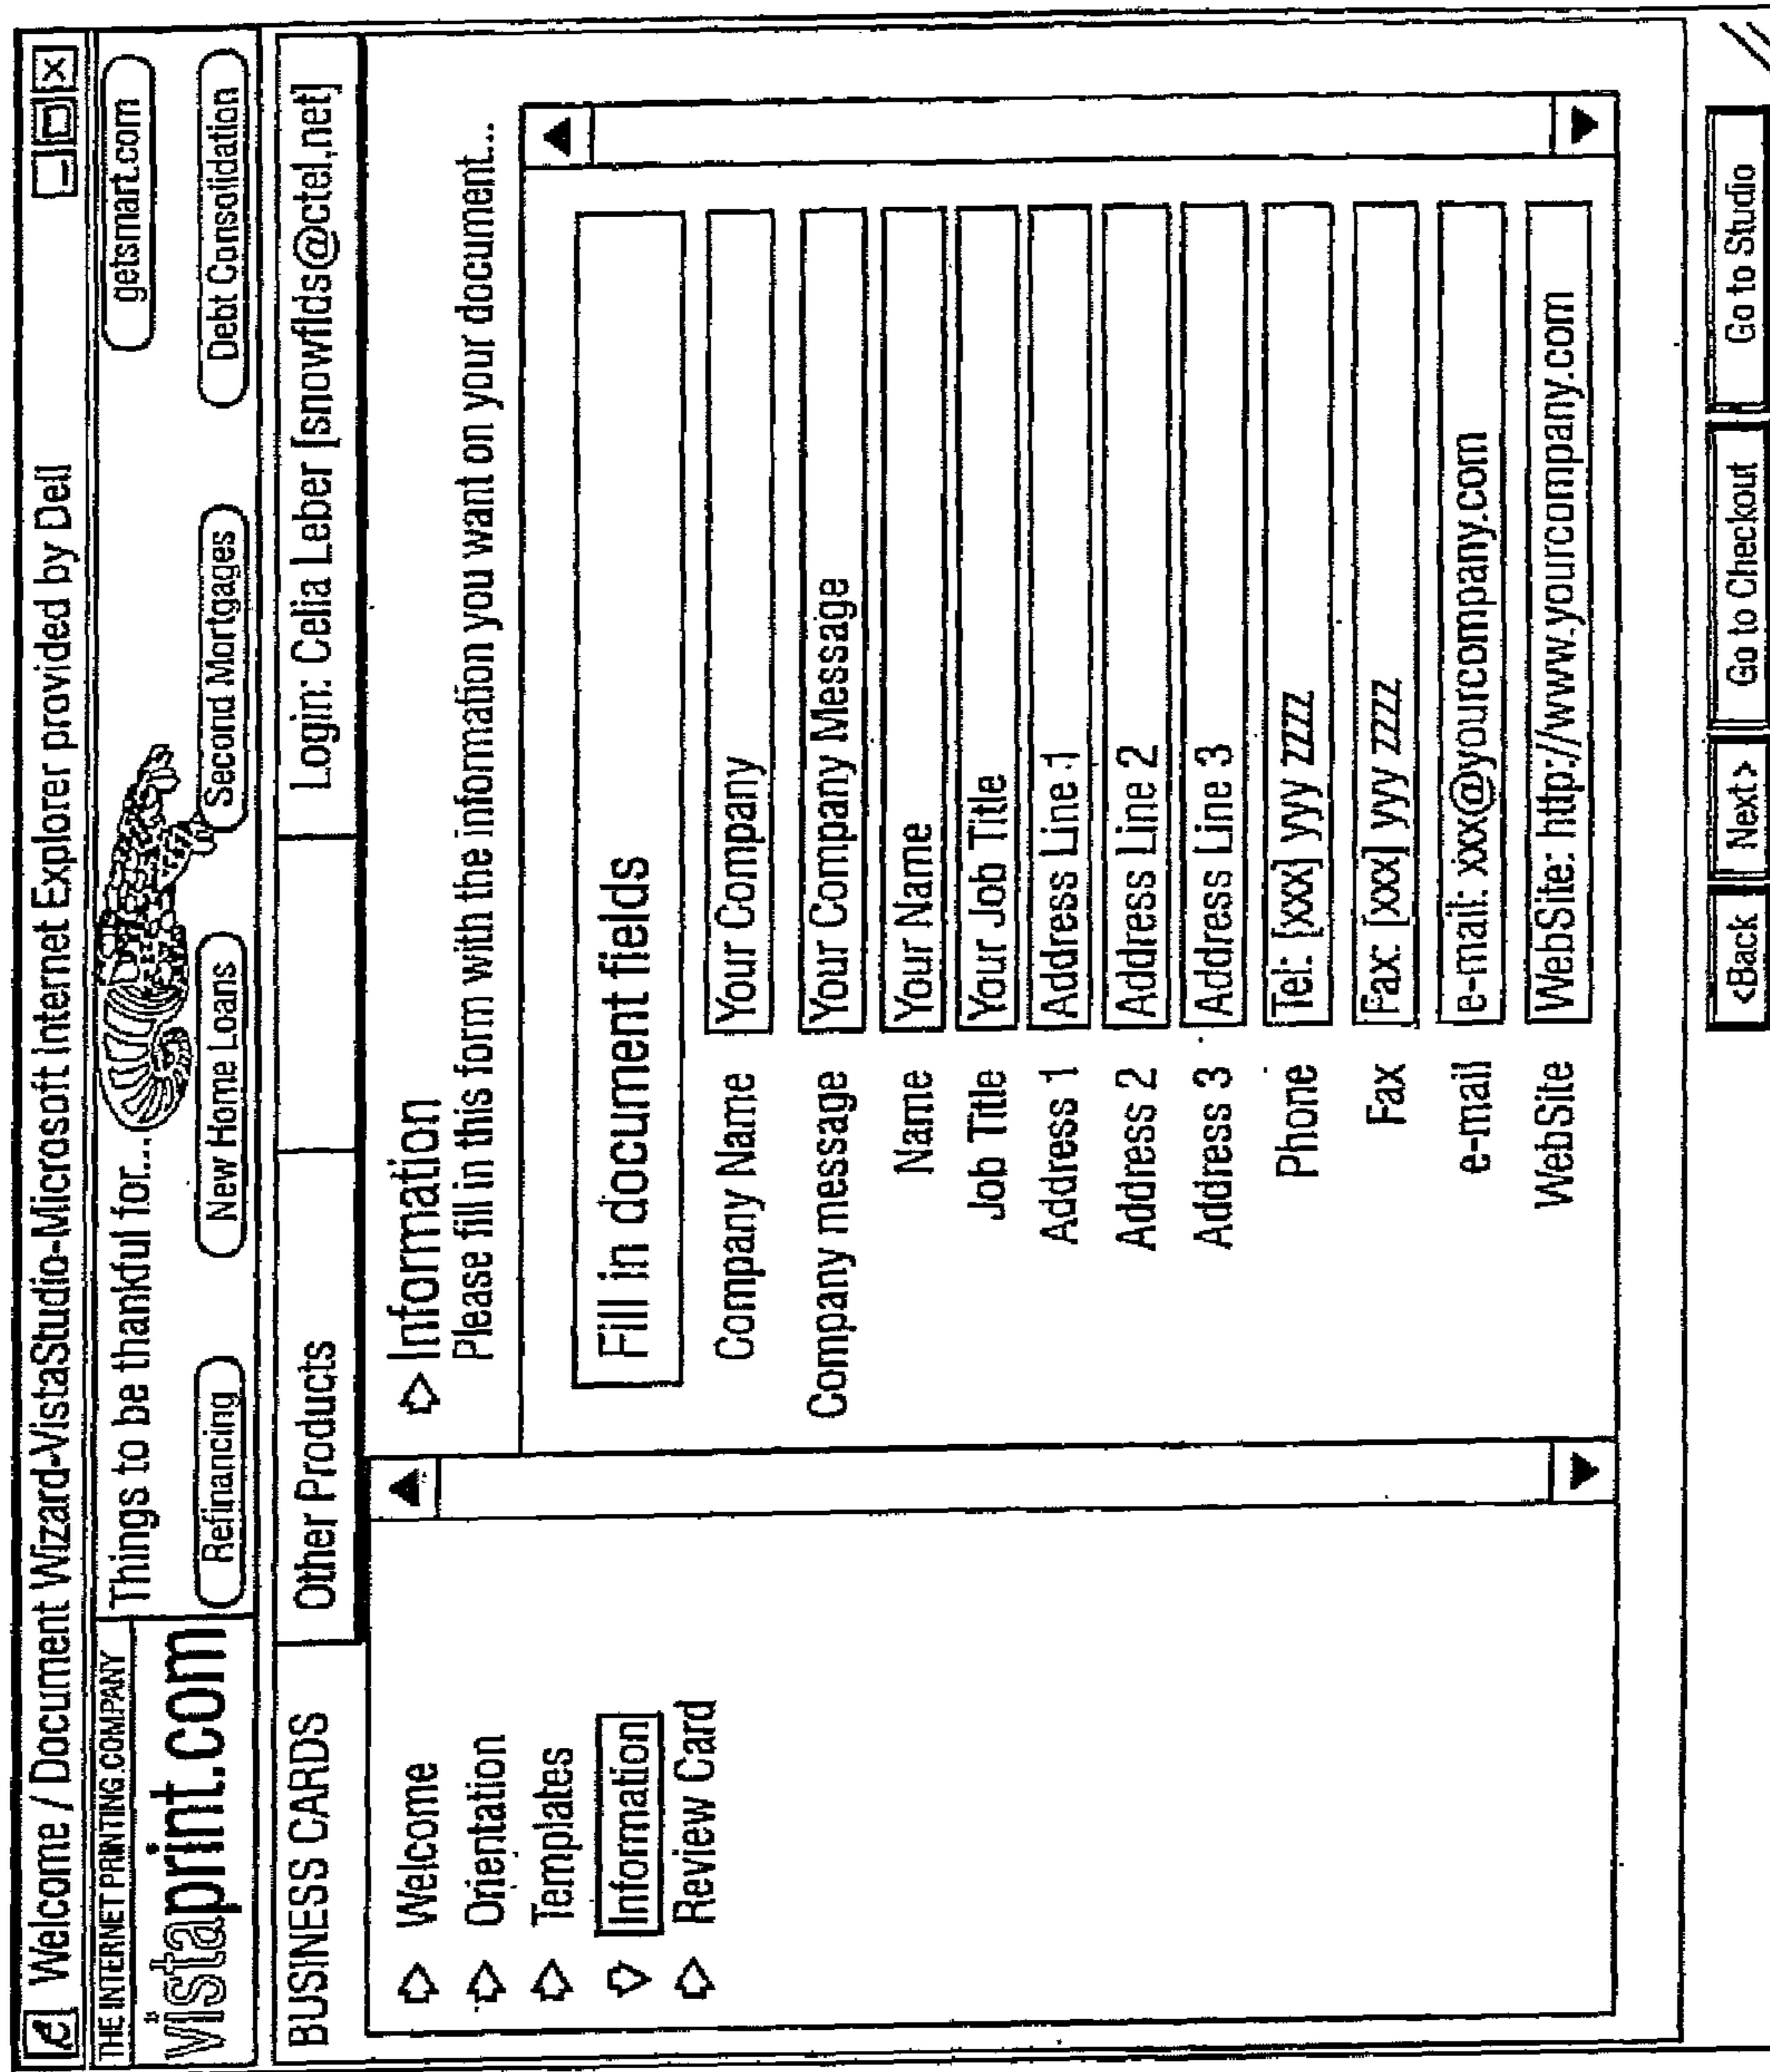 Welcome / Document Wizard-VistaStudio-Microsoft Internet Explorer provided by Dell
THE INTERNET PRINTING COMPANY
vistaprint.com
Things to be thankful for...
getsmart.com
Refinancing
New Home Loans
Second Mortgages
Debt Consolidation
BUSINESS CARDS
Other Products
Login: Celia Leber [snowflds@ctel.net]
Welcome
Orientation
Templates
Information
Review Card
Information
Please fill in this form with the information you want on your document...
Fill in document fields
Company Name Your Company
Company message Your Company Message
Name Your Name
Job Title Your Job Title
Address 1 Address Line 1
Address 2 Address Line 2
Address 3 Address Line 3
Phone Tel: [xxx] yyy zzzz
Fax Fax: [xxx] yyy zzzz
e-mail e-mail: xxx@yourcompany.com
WebSite WebSite: http://www.yourcompany.com
<Back Next> Go to Checkout Go to Studio